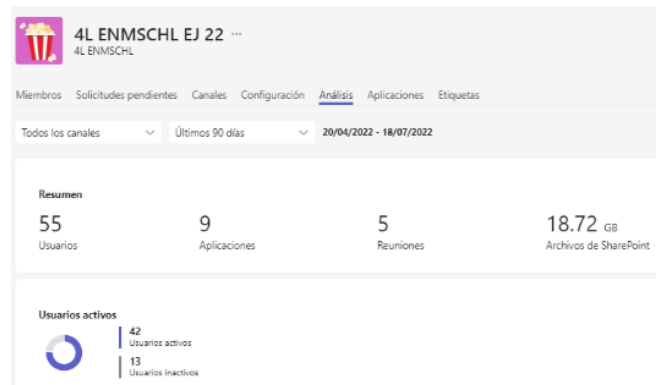 4L ENMSCHL EJ 22 ...
4L ENMSCHL
Miembros Solicitudes pendientes Canales Configuración Análisis Aplicaciones Etiquetas
Todos los canales Últimos 90 días 20/04/2022 - 18/07/2022
Resumen
55 9 5 18.72 GB
Usuarios Aplicaciones Reuniones Archivos de SharePoint
Usuarios activos
42
Usuarios activos
13
Usuarios inactivos